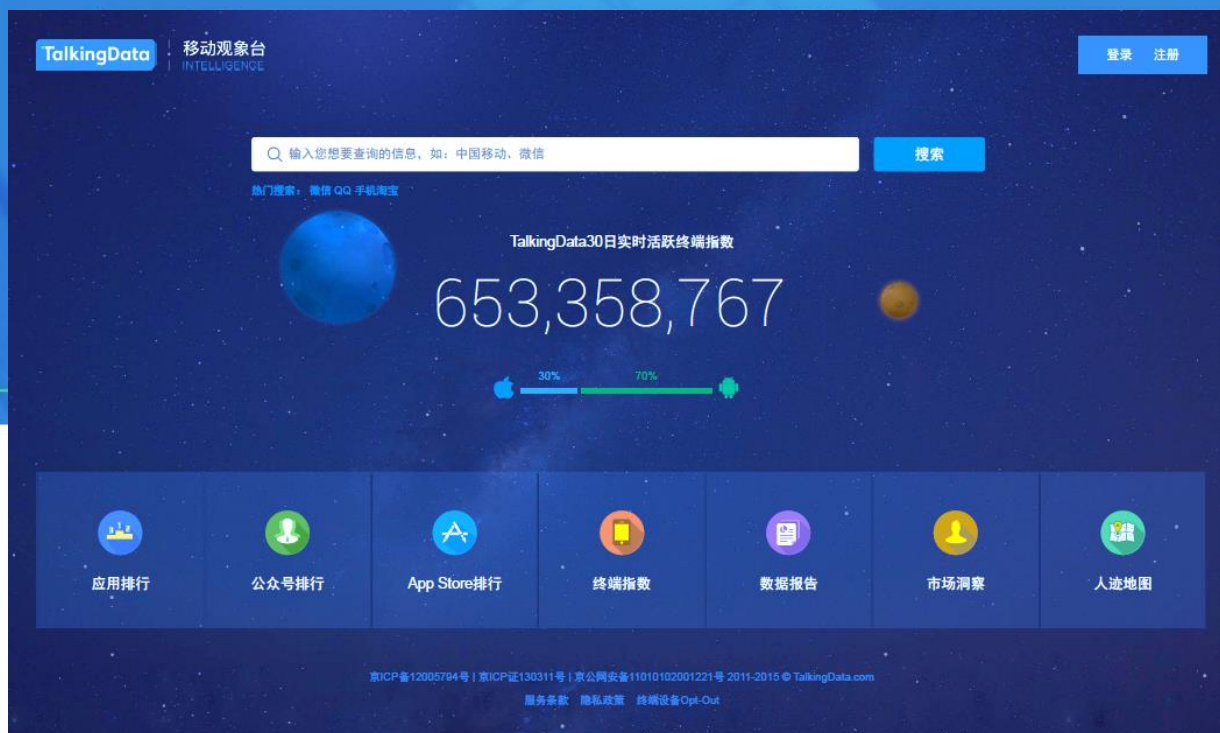 TalkingData 移动观象台
INTELLIGENCE
登录 注册
输入您想要查询的信息，如：中国移动、微信
搜索
热门搜索： 微信 QQ 手机淘宝
TalkingData30日实时活跃终端指数
653,358,767
30% 70%
应用排行 公众号排行 App Store排行 终端指数 数据报告 市场洞察 人迹地图
京ICP备12005794号 | 京ICP证130311号 | 京公网安备11010102001221号 2011-2015 © TalkingData.com
服务条款 隐私政策 终端设备Opt-Out